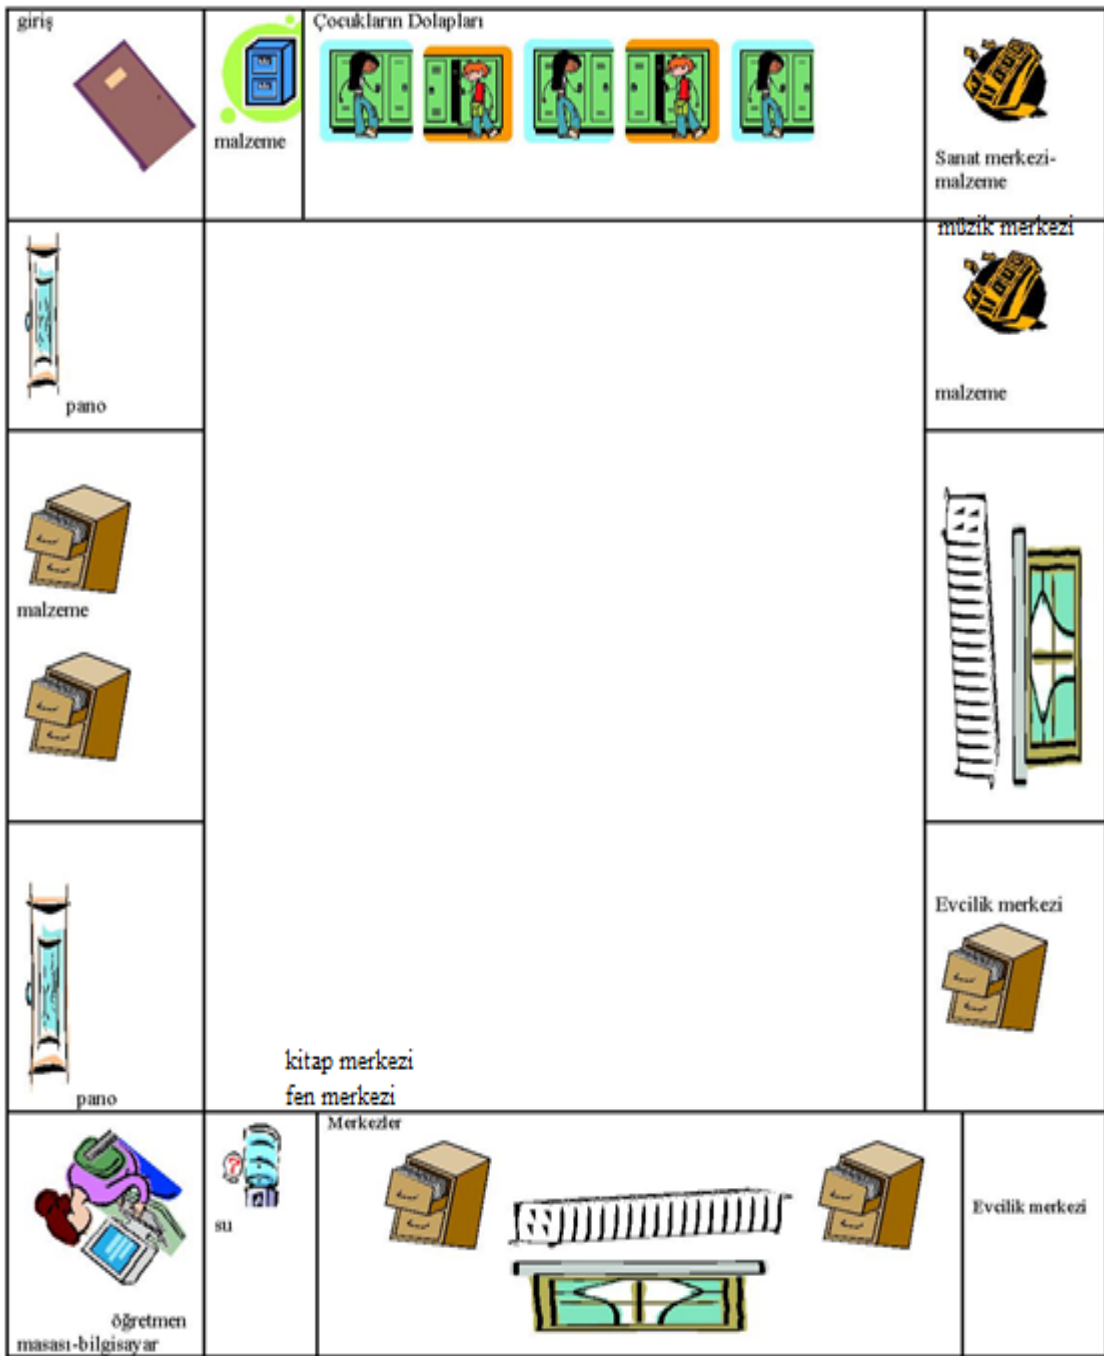 giriş
malzeme
Çocukların Dolapları
Sanat merkezi-
malzeme
müzik merkezi
malzeme
pano
malzeme
Evcilik merkezi
pano
kitap merkezi
fen merkezi
Merkezler
su
Evcilik merkezi
öğretmen
masası-bilgisayar